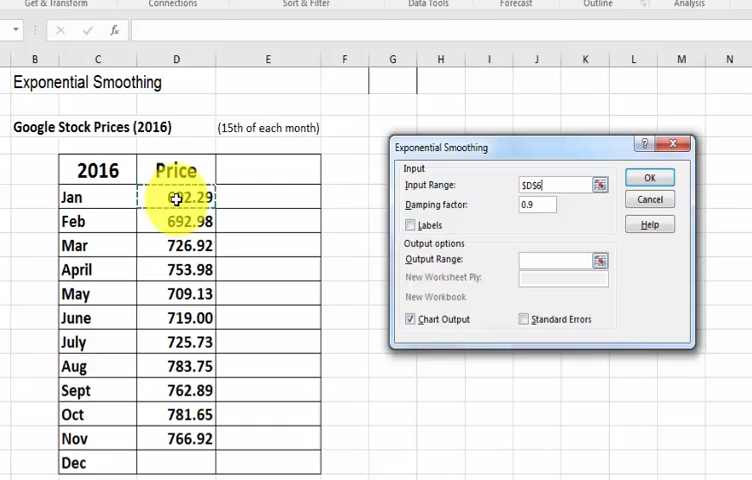 Get & Transform Connections Sort & Filter Data Tools Forecast Outline Analysis
fx
B C D E F G H I J K L M N
Exponential Smoothing
Google Stock Prices (2016) (15th of each month)
2016 Price
Jan 692.29
Feb 692.98
Mar 726.92
April 753.98
May 709.13
June 719.00
July 725.73
Aug 783.75
Sept 762.89
Oct 781.65
Nov 766.92
Dec
Exponential Smoothing
?
Input
Input Range: $D$6
Damping factor: 0.9
Labels
Output options
Output Range:
New Worksheet Ply:
New Workbook
Chart Output Standard Errors
OK
Cancel
Help